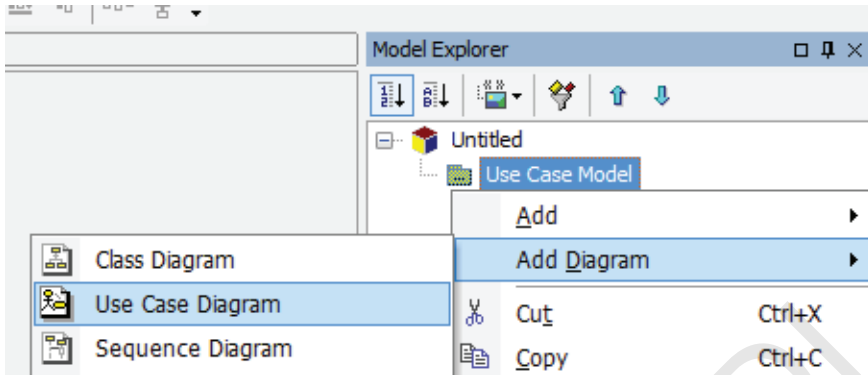 Model Explorer
Untitled
Use Case Model
Add
Add Diagram
Class Diagram
Use Case Diagram
Cut Ctrl+X
Sequence Diagram
Copy Ctrl+C